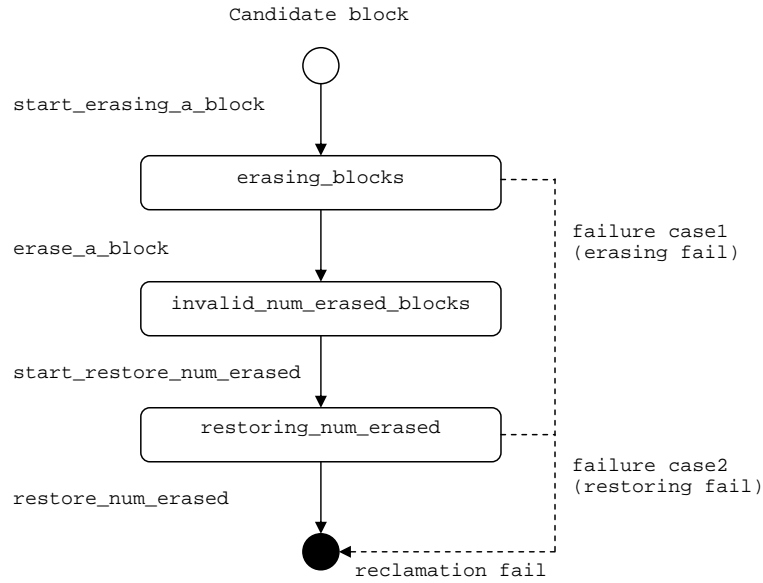 Candidate block
start_erasing_a_block
erasing_blocks
failure case1
(erasing fail)
erase_a_block
invalid_num_erased_blocks
start_restore_num_erased
restoring_num_erased
failure case2
(restoring fail)
restore_num_erased
reclamation fail